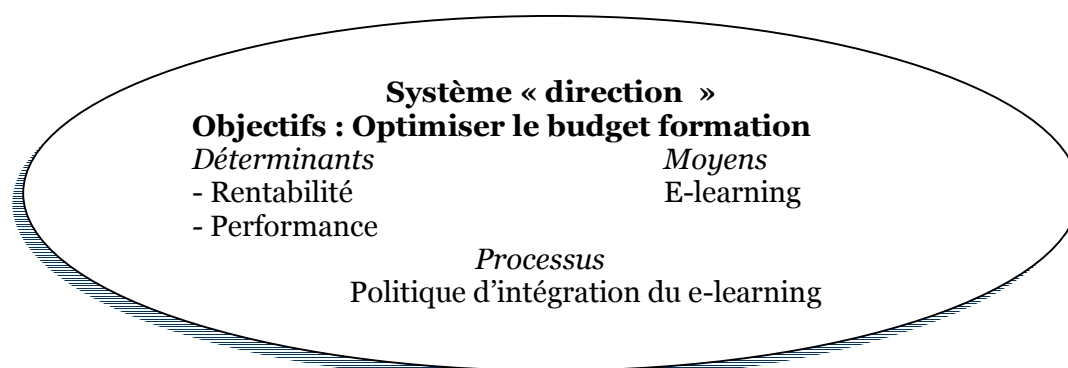 Système « direction »
Objectifs : Optimiser le budget formation
Déterminants Moyens
- Rentabilité E-learning
- Performance
Processus
Politique d’intégration du e-learning